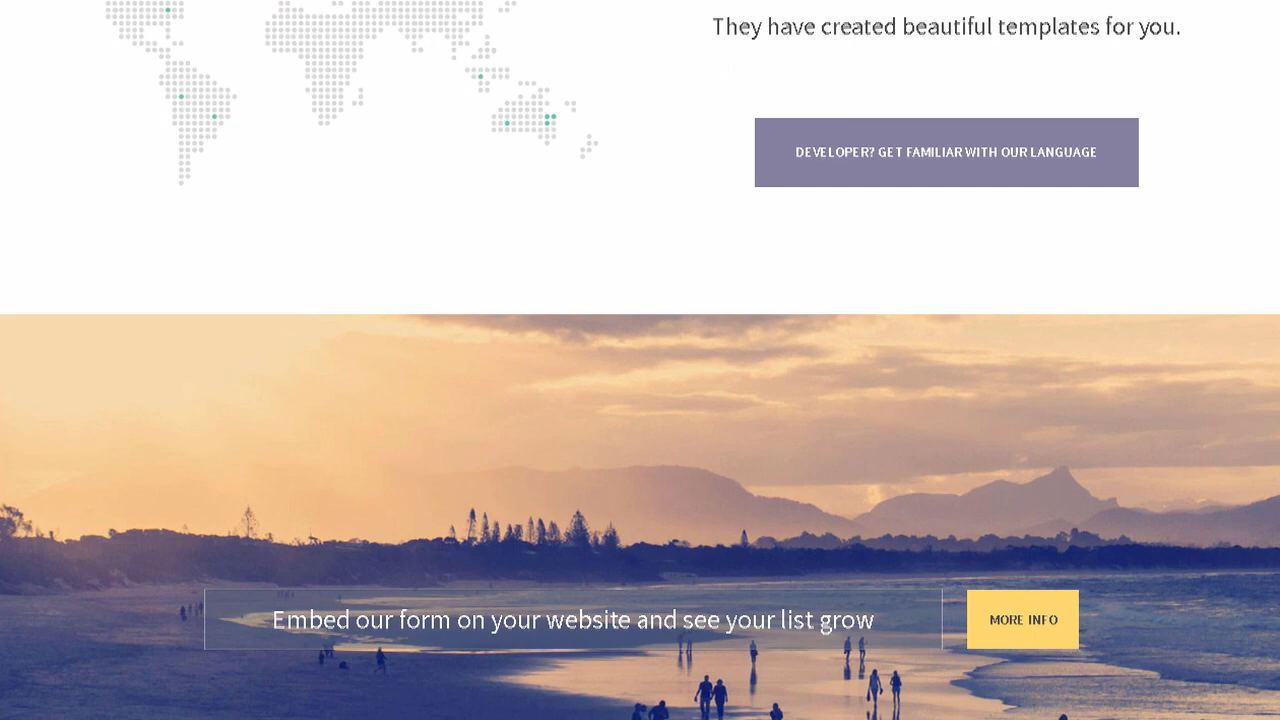 They have created beautiful templates for you.
DEVELOPER? GET FAMILIAR WITH OUR LANGUAGE
Embed our form on your website and see your list grow
MORE INFO